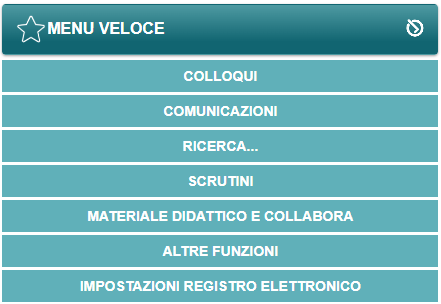 MENU VELOCE
COLLOQUI
COMUNICAZIONI
RICERCA...
SCRUTINI
MATERIALE DIDATTICO E COLLABORA
ALTRE FUNZIONI
IMPOSTAZIONI REGISTRO ELETTRONICO